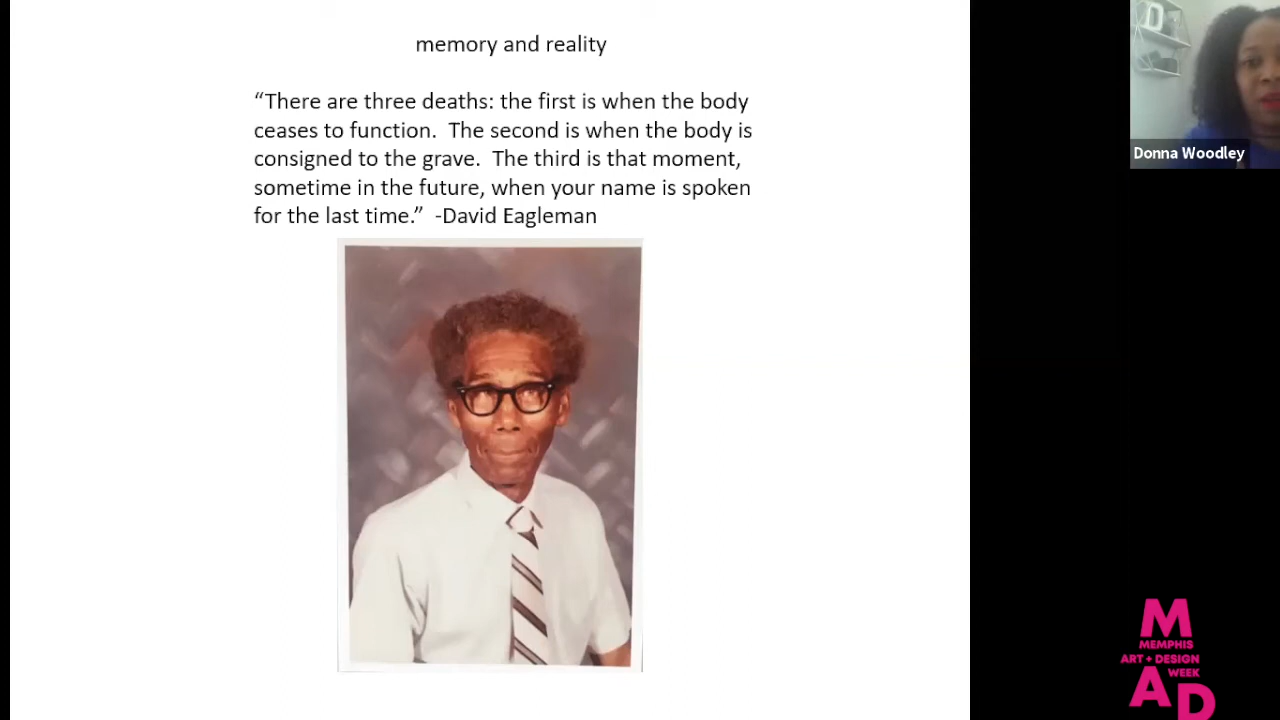 memory and reality
“There are three deaths: the first is when the body
ceases to function.  The second is when the body is
consigned to the grave.  The third is that moment,
sometime in the future, when your name is spoken
for the last time.”  -David Eagleman
Donna Woodley
M
MEMPHIS
ART + DESIGN
WEEK
AD